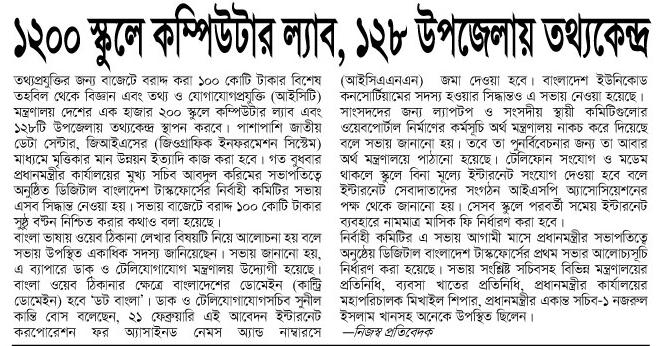 ১২০০ স্কুলে কম্পিউটার ল্যাব, ১২৮ উপজেলায় তথ্যকেন্দ্র
তথ্যপ্রযুক্তির জন্য বাজেটে বরাদ্দ করা ১০০ কোটি টাকার বিশেষ
তহবিল থেকে বিজ্ঞান এবং তথ্য ও যোগাযোগপ্রযুক্তি (আইসিটি)
মন্ত্রণালয় দেশের এক হাজার ২০০ স্কুলে কম্পিউটার ল্যাব এবং
১২৮টি উপজেলায় তথ্যকেন্দ্র স্থাপন করবে। পাশাপাশি জাতীয়
ডেটা সেন্টার, জিআইএসের (জিওগ্রাফিক ইনফরমেশন সিস্টেম)
মাধ্যমে মৃত্তিকার মান উন্নয়ন ইত্যাদি কাজ করা হবে। গত বুধবার
প্রধানমন্ত্রীর কার্যালয়ের মুখ্য সচিব আবদুল করিমের সভাপতিত্বে
অনুষ্ঠিত ডিজিটাল বাংলাদেশ টাস্কফোর্সের নির্বাহী কমিটির সভায়
এসব সিদ্ধান্ত নেওয়া হয়। সভায় বাজেটে বরাদ্দ ১০০ কোটি টাকার
সুষ্ঠু বণ্টন নিশ্চিত করার কথাও বলা হয়েছে।
বাংলা ভাষায় ওয়েব ঠিকানা লেখার বিষয়টি নিয়ে আলোচনা হয় বলে
সভায় উপস্থিত একাধিক সদস্য জানিয়েছেন। সভায় জানানো হয়,
এ ব্যাপারে ডাক ও টেলিযোগাযোগ মন্ত্রণালয় উদ্যোগী হয়েছে।
বাংলা ওয়েব ঠিকানার ক্ষেত্রে বাংলাদেশের ডোমেইন (কান্ট্রি
ডোমেইন) হবে 'ডট বাংলা'। ডাক ও টেলিযোগাযোগসচিব সুনীল
কান্তি বোস বলেছেন, ২১ ফেব্রুয়ারি এই আবেদন ইন্টারনেট
করপোরেশন ফর অ্যাসাইনড নেমস অ্যান্ড নাম্বারসে
(আইসিএএনএন) জমা দেওয়া হবে। বাংলাদেশ ইউনিকোড
কনসোর্টিয়ামের সদস্য হওয়ার সিদ্ধান্তও এ সভায় নেওয়া হয়েছে।
সাংসদদের জন্য ল্যাপটপ ও সংসদীয় স্থায়ী কমিটিগুলোর
ওয়েবপোর্টাল নির্মাণের কর্মসূচি অর্থ মন্ত্রণালয় নাকচ করে দিয়েছে
বলে সভায় জানানো হয়। তবে তা পুনর্বিবেচনার জন্য তা আবার
অর্থ মন্ত্রণালয়ে পাঠানো হয়েছে। টেলিফোন সংযোগ ও মডেম
থাকলে স্কুলে বিনা মূল্যে ইন্টারনেট সংযোগ দেওয়া হবে বলে
ইন্টারনেট সেবাদাতাদের সংগঠন আইএসপি অ্যাসোসিয়েশনের
পক্ষ থেকে জানানো হয়। সেসব স্কুলে পরবর্তী সময়ে ইন্টারনেট
ব্যবহারে নামমাত্র মাসিক ফি নির্ধারণ করা হবে।
নির্বাহী কমিটির এ সভায় আগামী মাসে প্রধানমন্ত্রীর সভাপতিত্বে
অনুষ্ঠেয় ডিজিটাল বাংলাদেশ টাস্কফোর্সের প্রথম সভার আলোচ্যসূচি
নির্ধারণ করা হয়েছে। সভায় সংশ্লিষ্ট সচিবসহ বিভিন্ন মন্ত্রণালয়ের
প্রতিনিধি, ব্যবসা খাতের প্রতিনিধি, প্রধানমন্ত্রীর কার্যালয়ের
মহাপরিচালক মিখাইল শিপার, প্রধানমন্ত্রীর একান্ত সচিব-১ নজরুল
ইসলাম খানসহ অনেকে উপস্থিত ছিলেন।
—নিজস্ব প্রতিবেদক